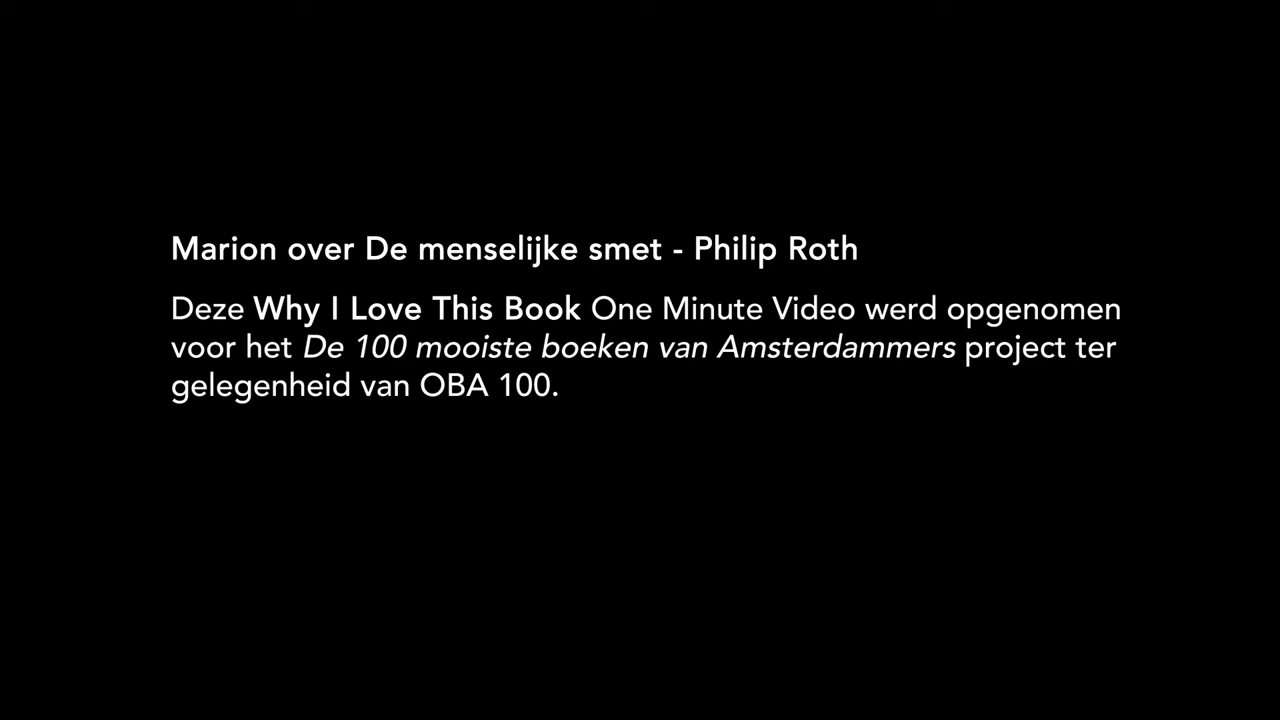 Marion over De menselijke smet - Philip Roth
Deze Why I Love This Book One Minute Video werd opgenomen
voor het De 100 mooiste boeken van Amsterdammers project ter
gelegenheid van OBA 100.